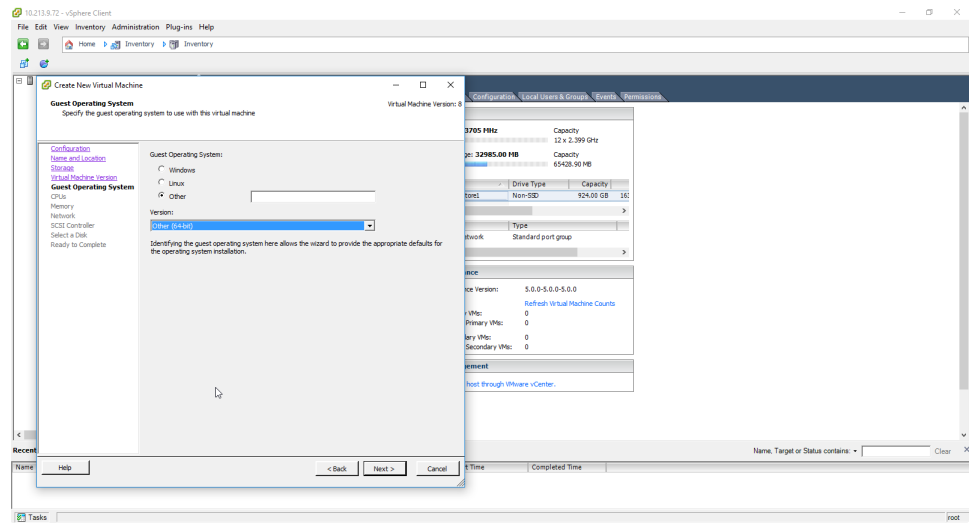 10.213.9.72 - vSphere Client
File Edit View Inventory Administration Plug-ins Help
Home Inventory Inventory
Create New Virtual Machine
Guest Operating System
Specify the guest operating system to use with this virtual machine
Virtual Machine Version: 8
Configuration
Name and Location
Storage
Virtual Machine Version
Guest Operating System
CPUs
Memory
Network
SCSI Controller
Select a Disk
Ready to Complete
Guest Operating System:
Windows
Linux
Other
Version:
Other (64-bit)
Identifying the guest operating system here allows the wizard to provide the appropriate defaults for
the operating system installation.
Help < Back Next > Cancel
Configuration Local Users & Groups Events Permissions
3705 MHz Capacity
12 x 2.399 GHz
32985.00 MB Capacity
65428.90 MB
Drive Type Capacity
Non-SSD 924.00 GB
Type
Standard port group
Version: 5.0.0-5.0.0-5.0.0
Refresh Virtual Machine Counts
VMs: 0
Primary VMs: 0
VMs: 0
Secondary VMs: 0
host through VMware vCenter.
Recent
Name, Target or Status contains: Clear
Name Time Completed Time
Tasks root